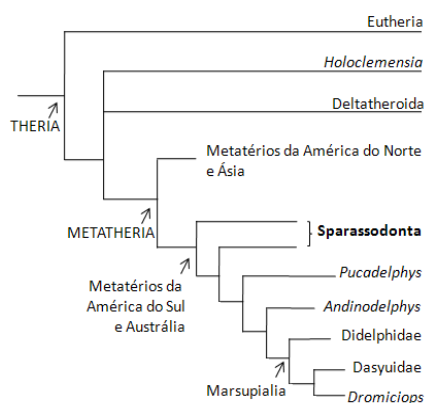 Eutheria
Holoclemensia
Deltatheroida
THERIA
Metatérios da América do Norte
e Ásia
METATHERIA
Sparassodonta
Metatérios da
América do Sul
e Austrália
Pucadelphys
Andinodelphys
Didelphidae
Dasyuidae
Marsupialia
Dromiciops